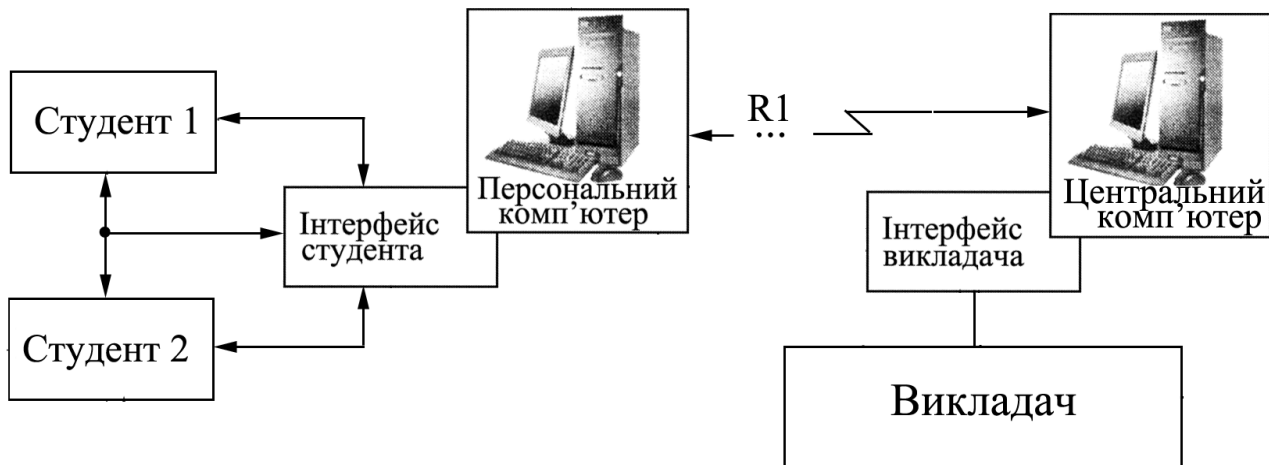 Студент 1
Студент 2
Інтерфейс
студента
Персональний
комп’ютер
R1
...
Центральний
комп’ютер
Інтерфейс
викладача
Викладач